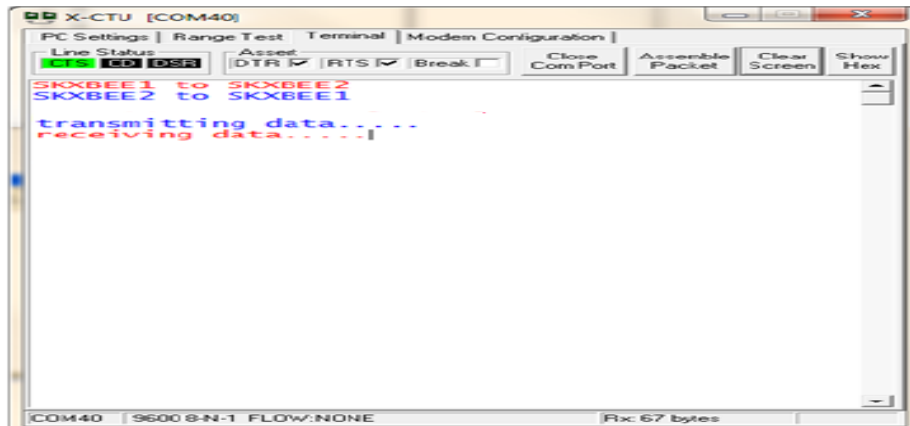 X-CTU [COM40]
PC Settings | Range Test | Terminal | Modem Configuration |
Line Status
CTS CD DSR
Assert
DTR RTS Break
Close Com Port
Assemble Packet
Clear Screen
Show Hex
SKXBEE1 to SKXBEE2
SKXBEE2 to SKXBEE1
transmitting data.....
receiving data.....
COM40 9600 8-N-1 FLOW:NONE Rx: 67 bytes